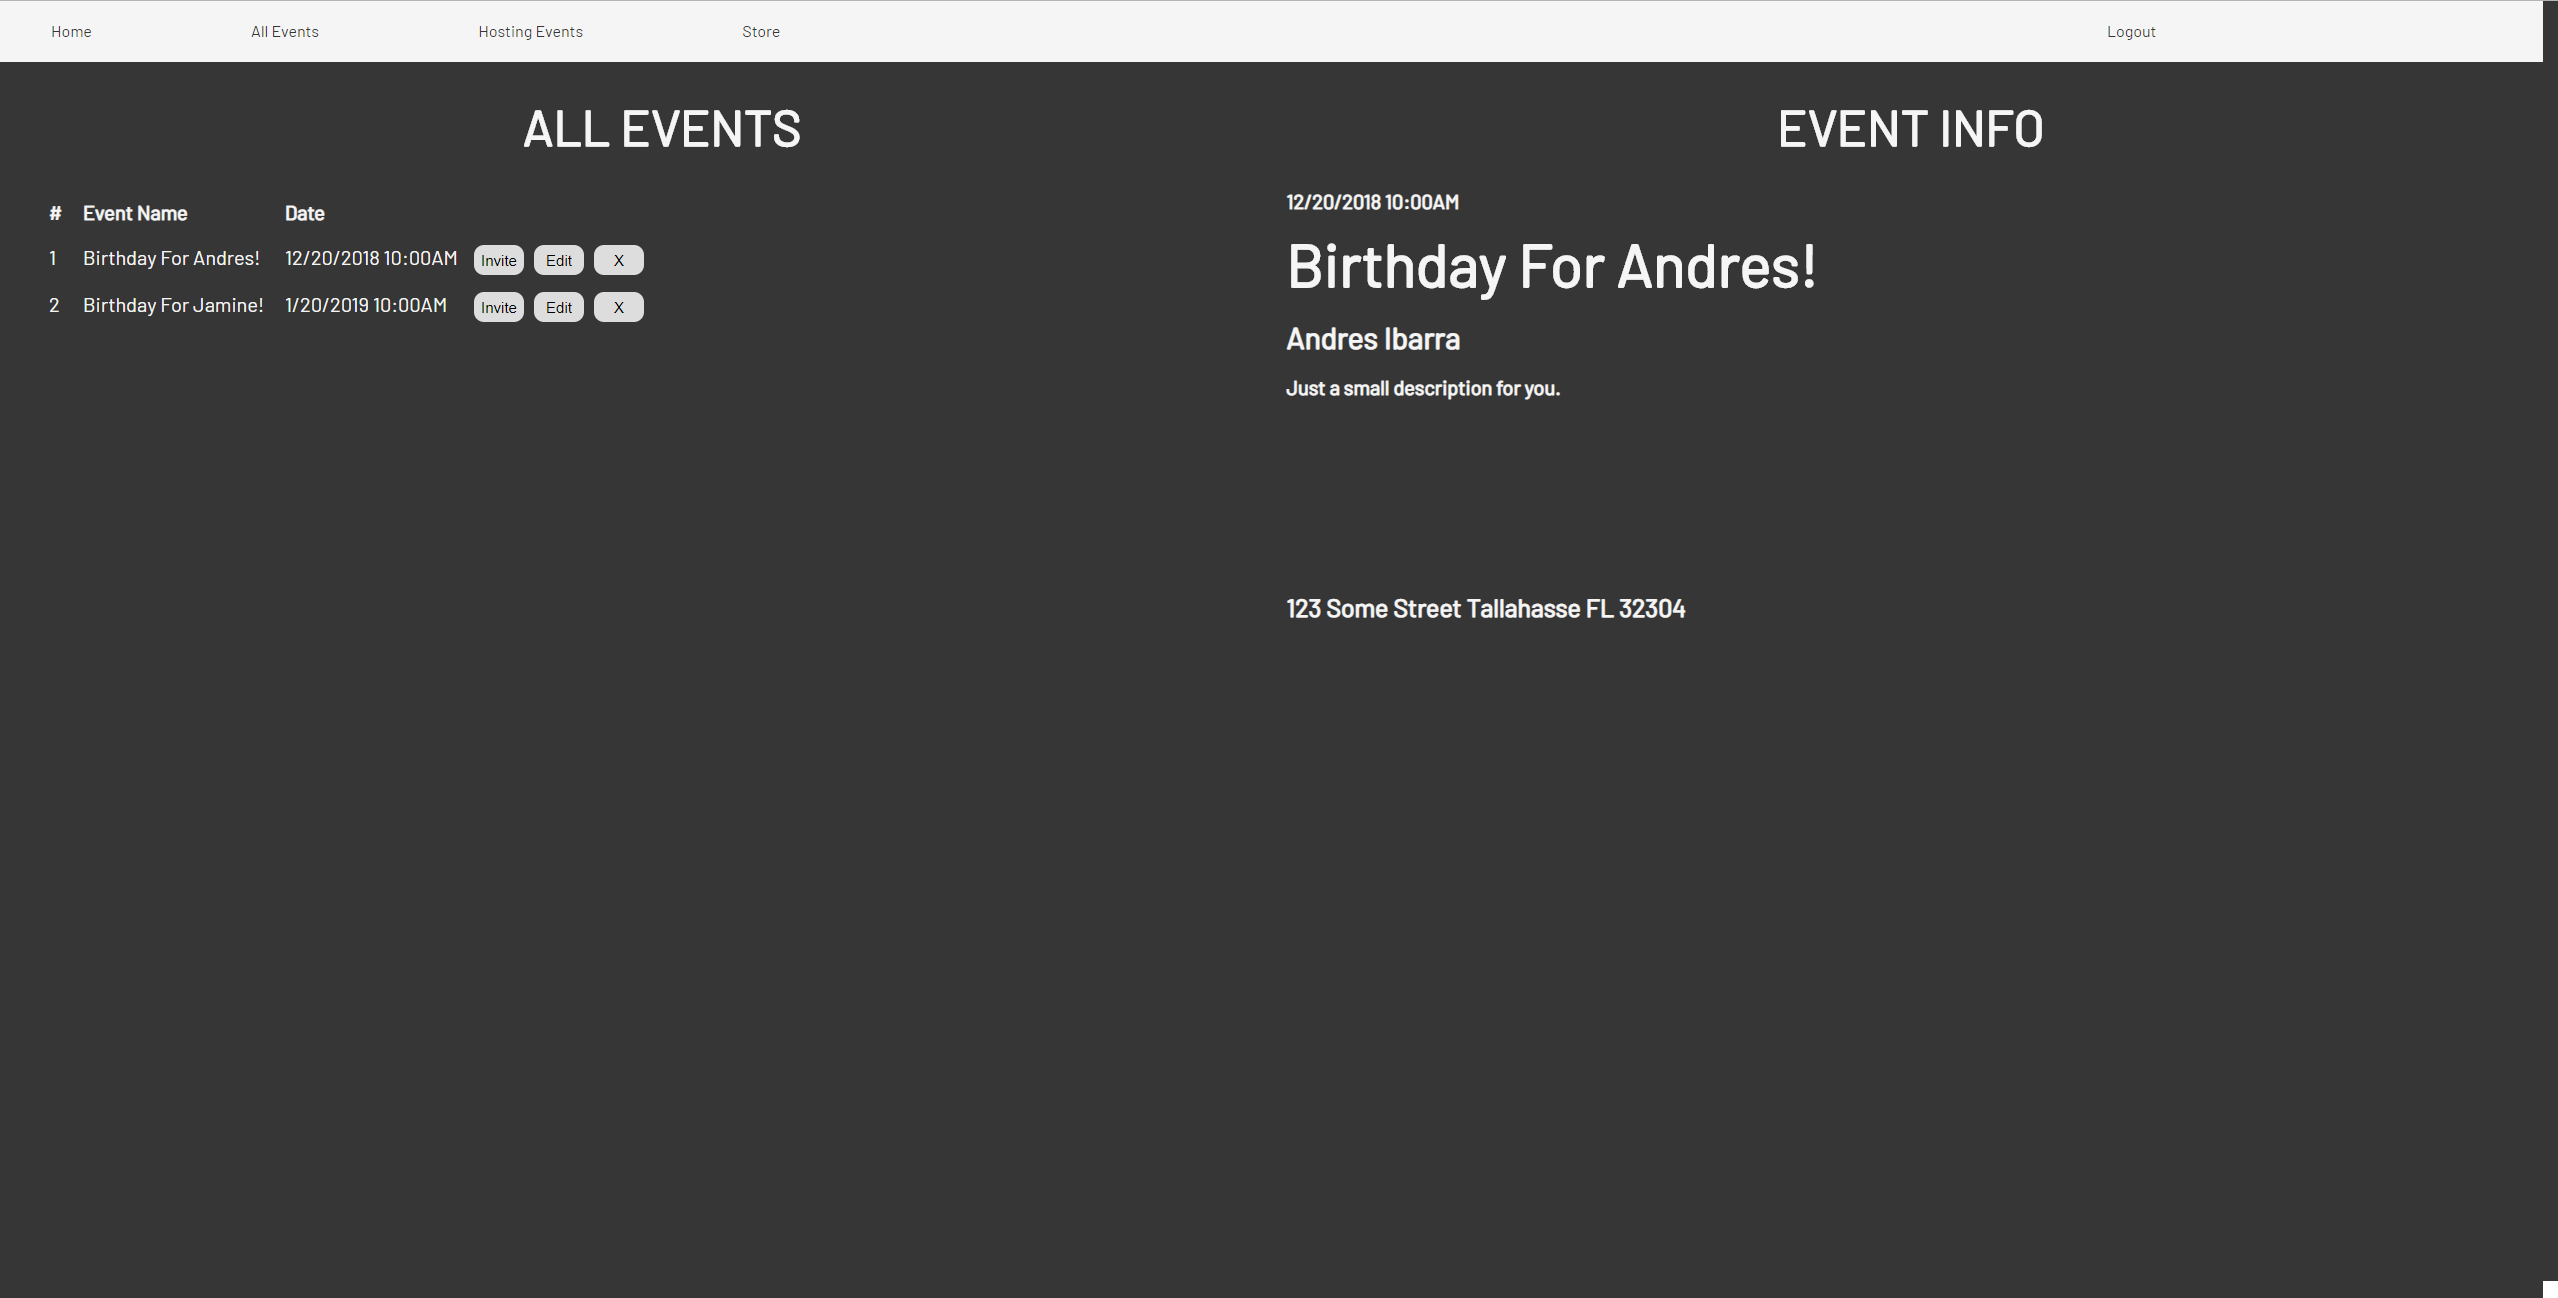 Home All Events Hosting Events Store Logout
ALL EVENTS
# Event Name Date
1 Birthday For Andres! 12/20/2018 10:00AM Invite Edit X
2 Birthday For Jamine! 1/20/2019 10:00AM Invite Edit X
EVENT INFO
12/20/2018 10:00AM
Birthday For Andres!
Andres Ibarra
Just a small description for you.
123 Some Street Tallahasse FL 32304